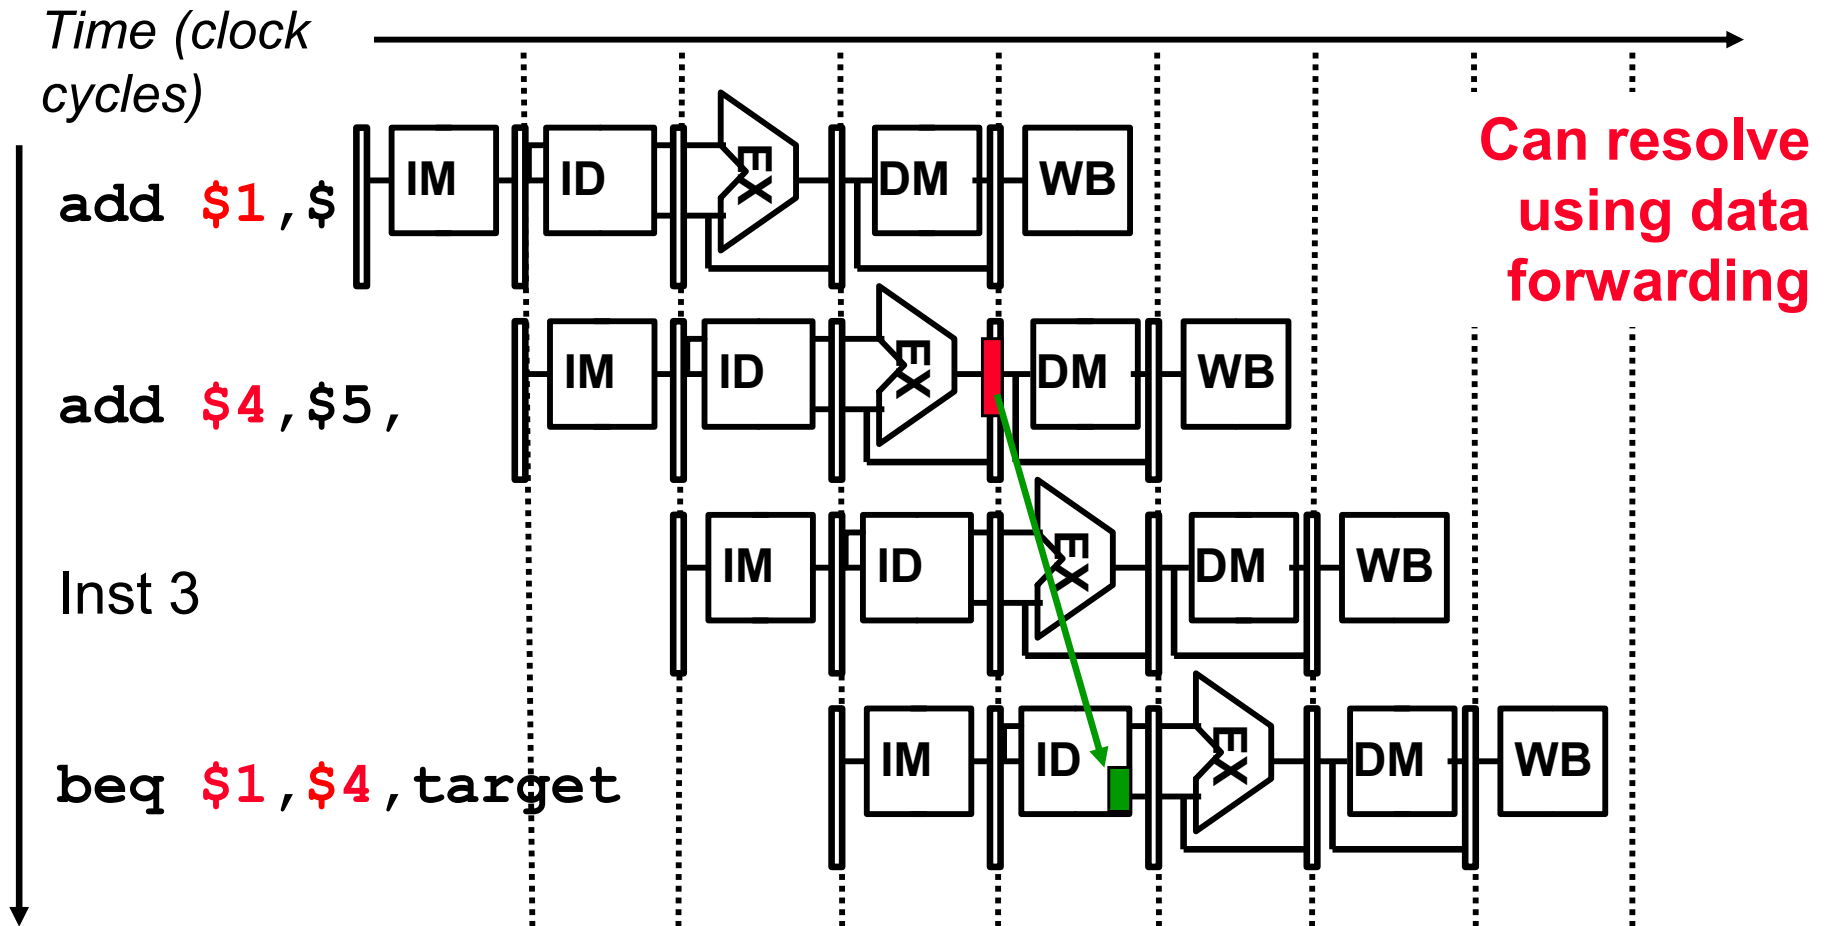 Time (clock
cycles)
Can resolve
using data
forwarding
add $1,$
IM ID EX DM WB
add $4,$5,
IM ID EX DM WB
Inst 3
IM ID EX DM WB
beq $1,$4,target
IM ID EX DM WB